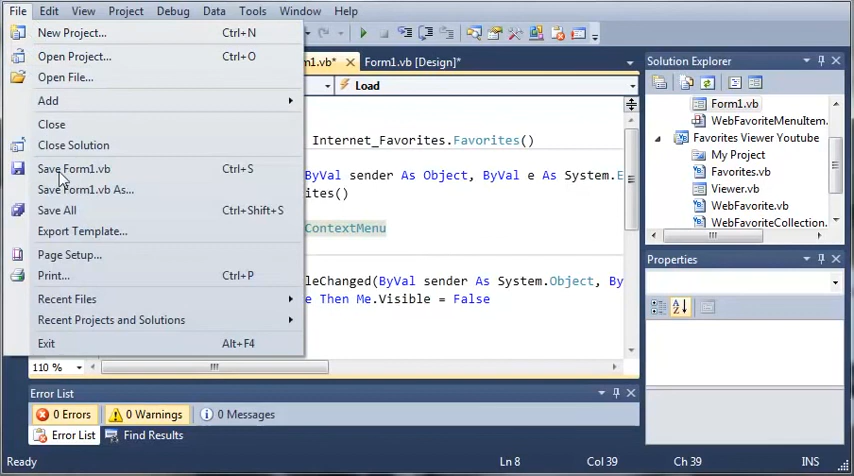 File Edit View Project Debug Data Tools Window Help
New Project... Ctrl+N
Open Project... Ctrl+O
Open File...
Add
Close
Close Solution
Save Form1.vb Ctrl+S
Save Form1.vb As...
Save All Ctrl+Shift+S
Export Template...
Page Setup...
Print... Ctrl+P
Recent Files
Recent Projects and Solutions
Exit Alt+F4
m1.vb* Form1.vb [Design]*
Load
Internet_Favorites.Favorites()
ByVal sender As Object, ByVal e As System.E
ites()
ContextMenu
leChanged(ByVal sender As System.Object, By
e Then Me.Visible = False
110 %
Solution Explorer
Form1.vb
WebFavoriteMenuItem.
Favorites Viewer Youtube
My Project
Favorites.vb
Viewer.vb
WebFavorite.vb
WebFavoriteCollection.
Properties
Error List
0 Errors 0 Warnings 0 Messages
Error List Find Results
Ready Ln 8 Col 39 Ch 39 INS